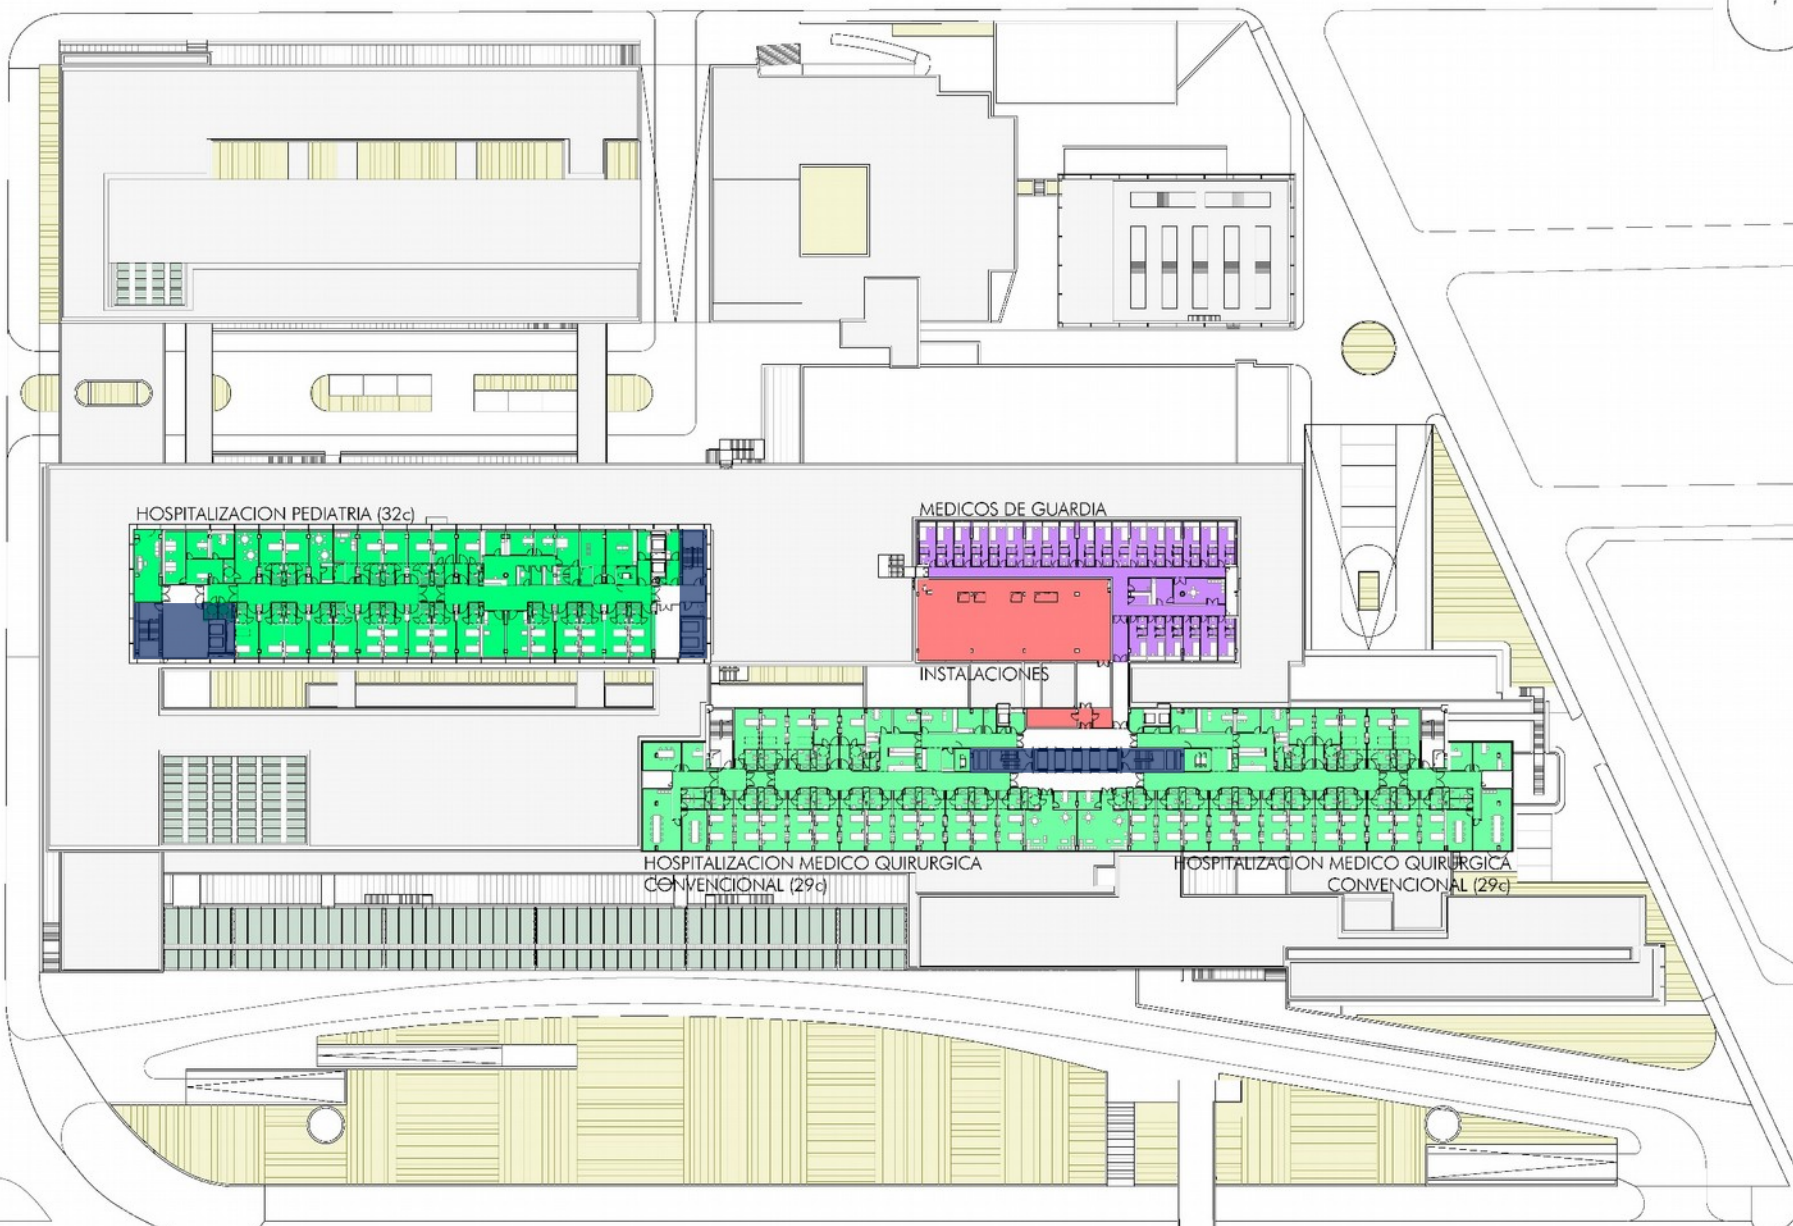 HOSPITALIZACION PEDIATRIA (32c)
MEDICOS DE GUARDIA
INSTALACIONES
HOSPITALIZACION MEDICO QUIRURGICA
CONVENCIONAL (29c)
HOSPITALIZACION MEDICO QUIRURGICA
CONVENCIONAL (29c)